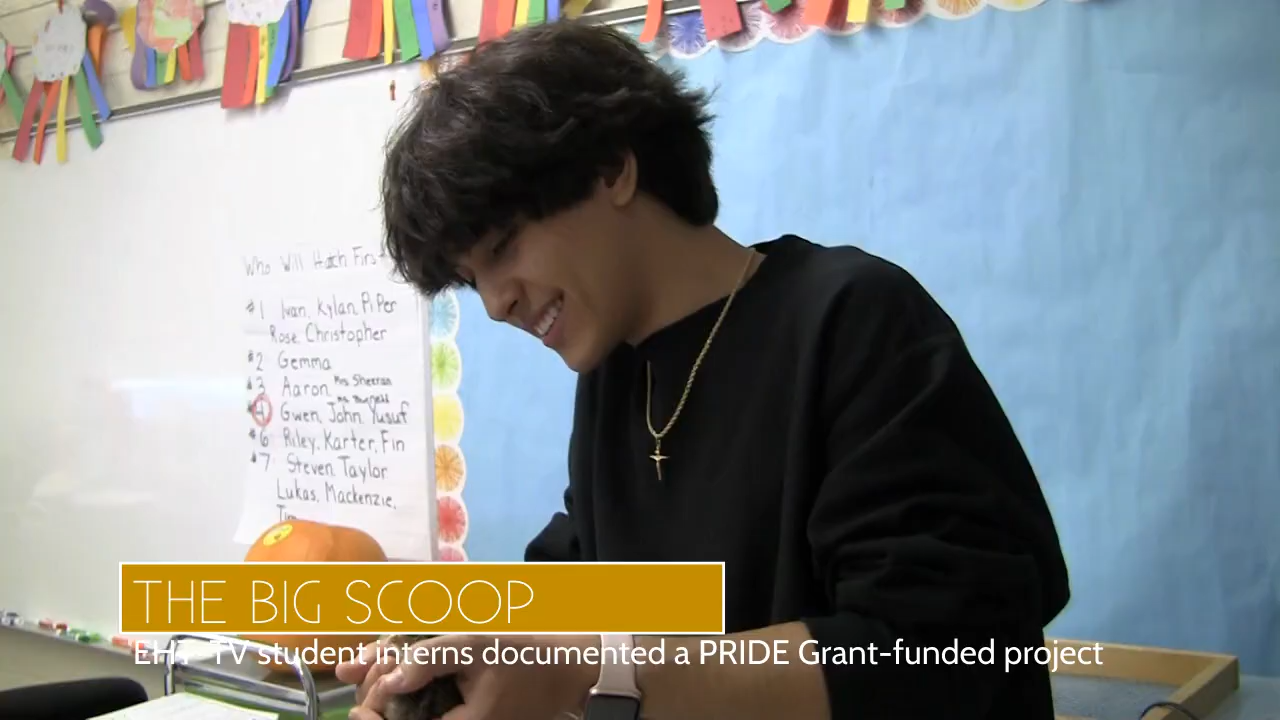 Who Will Hatch First
#1 Ivan, Kylan, Piper
Rose, Christopher
#2 Gemma
#3 Aaron, Mrs Sheeran
#4 Gwen, John, Yusuf
#6 Riley, Karter, Fin
#7 Steven, Taylor
Lukas, Mackenzie,
THE BIG SCOOP
student interns documented a PRIDE Grant-funded project